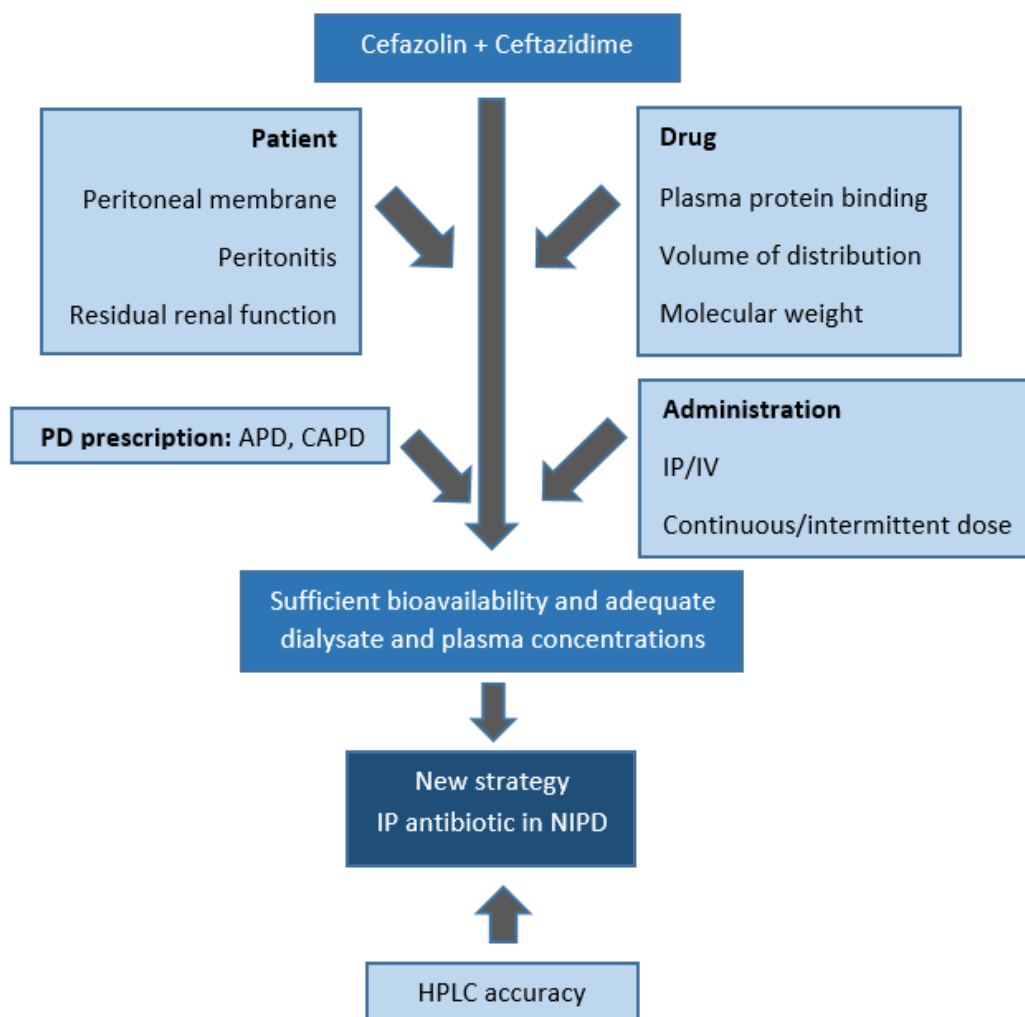 Cefazolin + Ceftazidime
Patient
Peritoneal membrane
Peritonitis
Residual renal function
Drug
Plasma protein binding
Volume of distribution
Molecular weight
PD prescription: APD, CAPD
Administration
IP/IV
Continuous/intermittent dose
Sufficient bioavailability and adequate
dialysate and plasma concentrations
New strategy
IP antibiotic in NIPD
HPLC accuracy